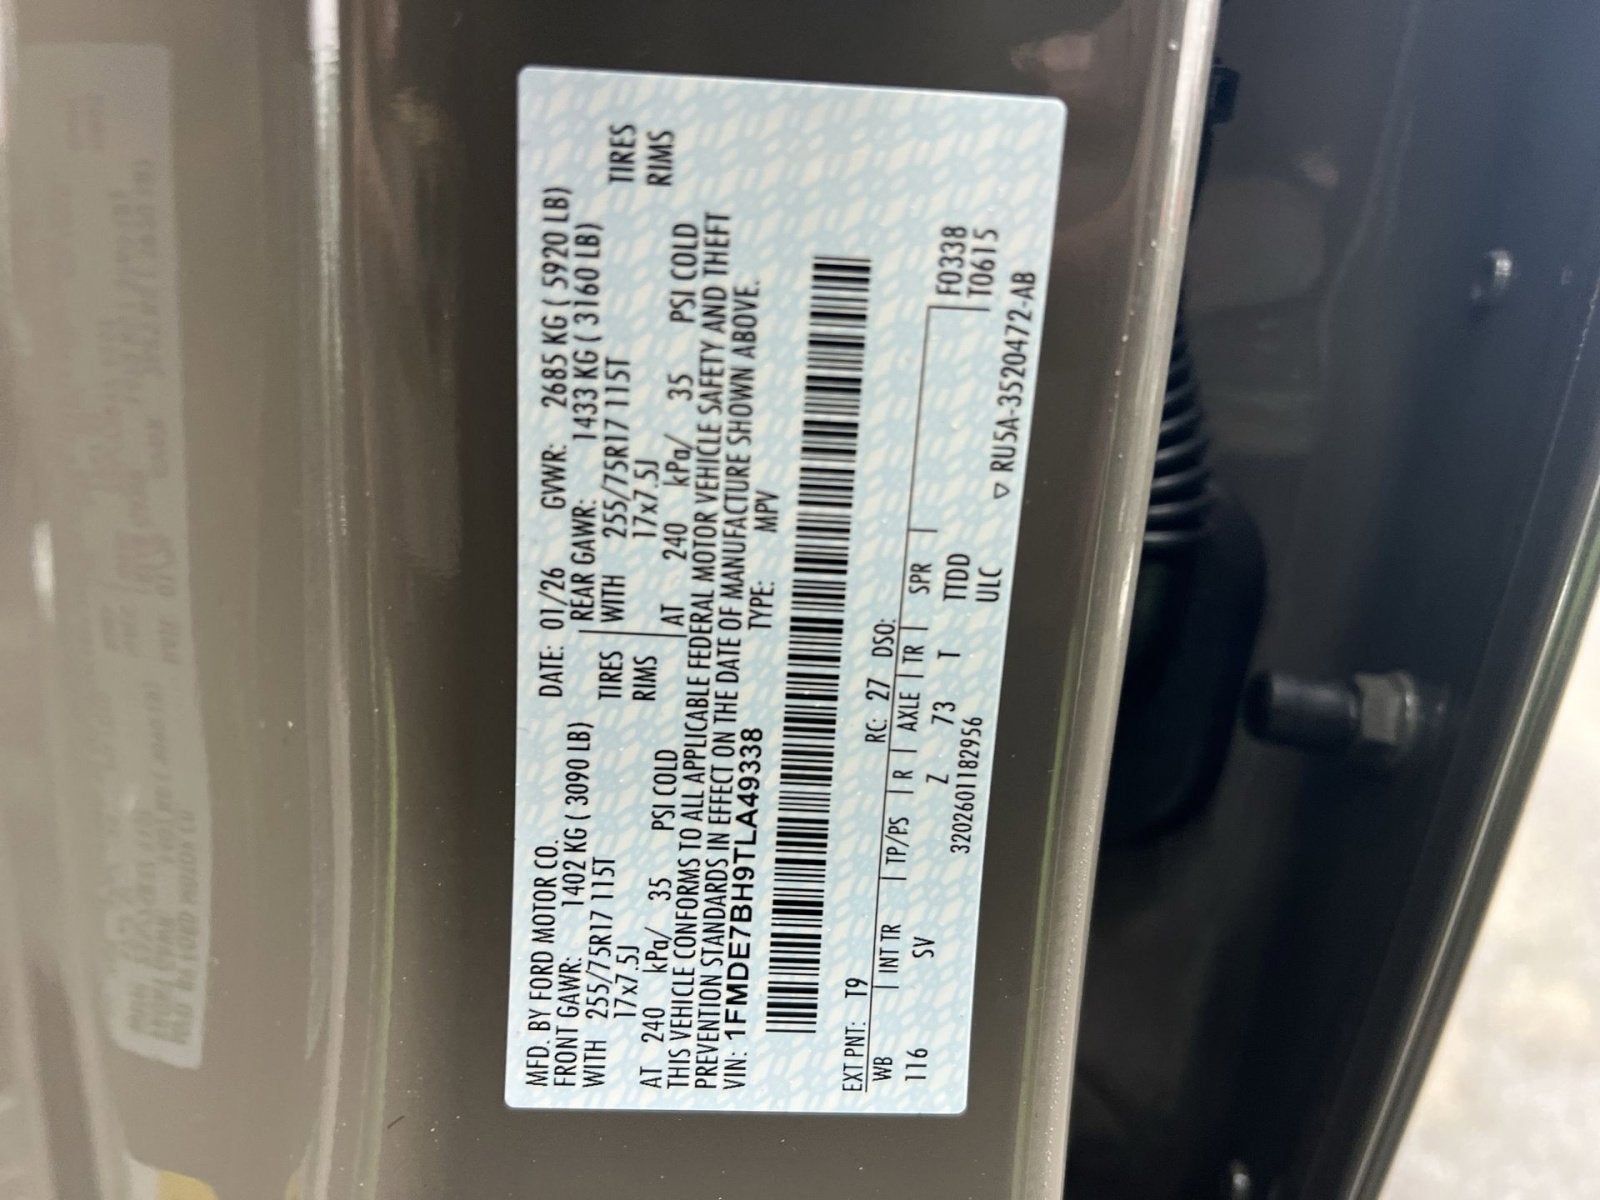 MFD. BY FORD MOTOR CO. DATE: 01/26 GVWR: 2685 KG ( 5920 LB)
FRONT GAWR: 1402 KG ( 3090 LB) REAR GAWR: 1433 KG ( 3160 LB)
WITH 255/75R17 115T TIRES WITH 255/75R17 115T TIRES
17x7.5J RIMS 17x7.5J RIMS
AT 240 kPa/ 35 PSI COLD AT 240 kPa/ 35 PSI COLD
THIS VEHICLE CONFORMS TO ALL APPLICABLE FEDERAL MOTOR VEHICLE SAFETY AND THEFT
PREVENTION STANDARDS IN EFFECT ON THE DATE OF MANUFACTURE SHOWN ABOVE.
VIN: 1FMDE7BH9TLA49338 TYPE: MPV
EXT PNT: T9 RC: 27 DSO:
WB INT TR TP/PS R AXLE TR SPR F0338
116 SV Z 73 T TTDD T0615
3202601182956 ULC
▽ RU5A-3520472-AB